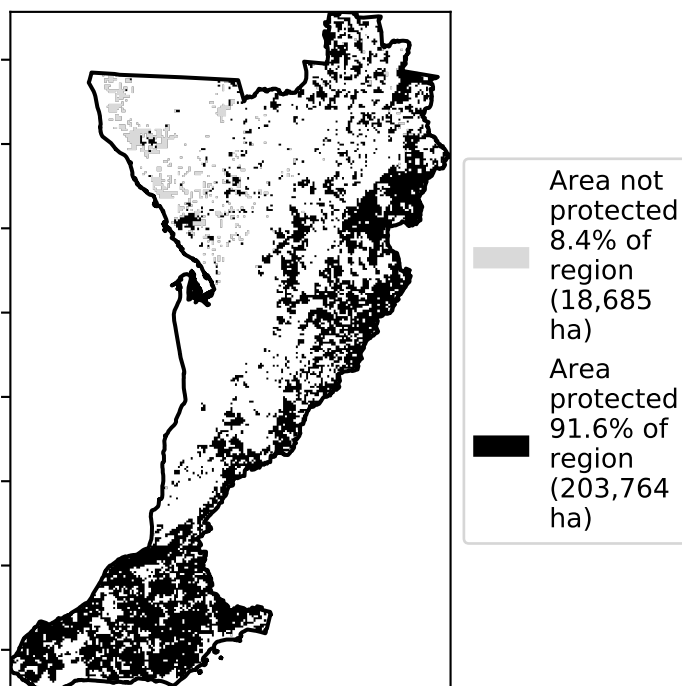 Area not
protected
8.4% of
region
(18,685
ha)
Area
protected
91.6% of
region
(203,764
ha)